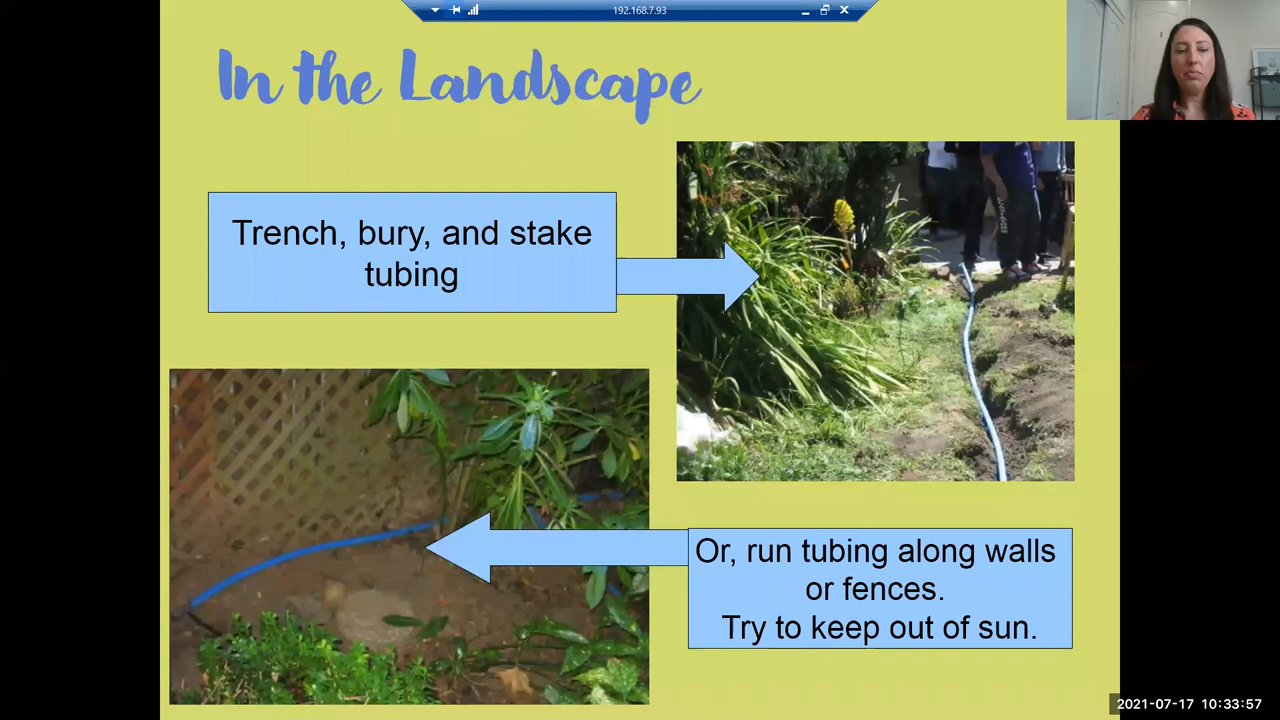 192.168.7.93
In the Landscape
Trench, bury, and stake
tubing
Or, run tubing along walls
or fences.
Try to keep out of sun.
2021-07-17 10:33:57